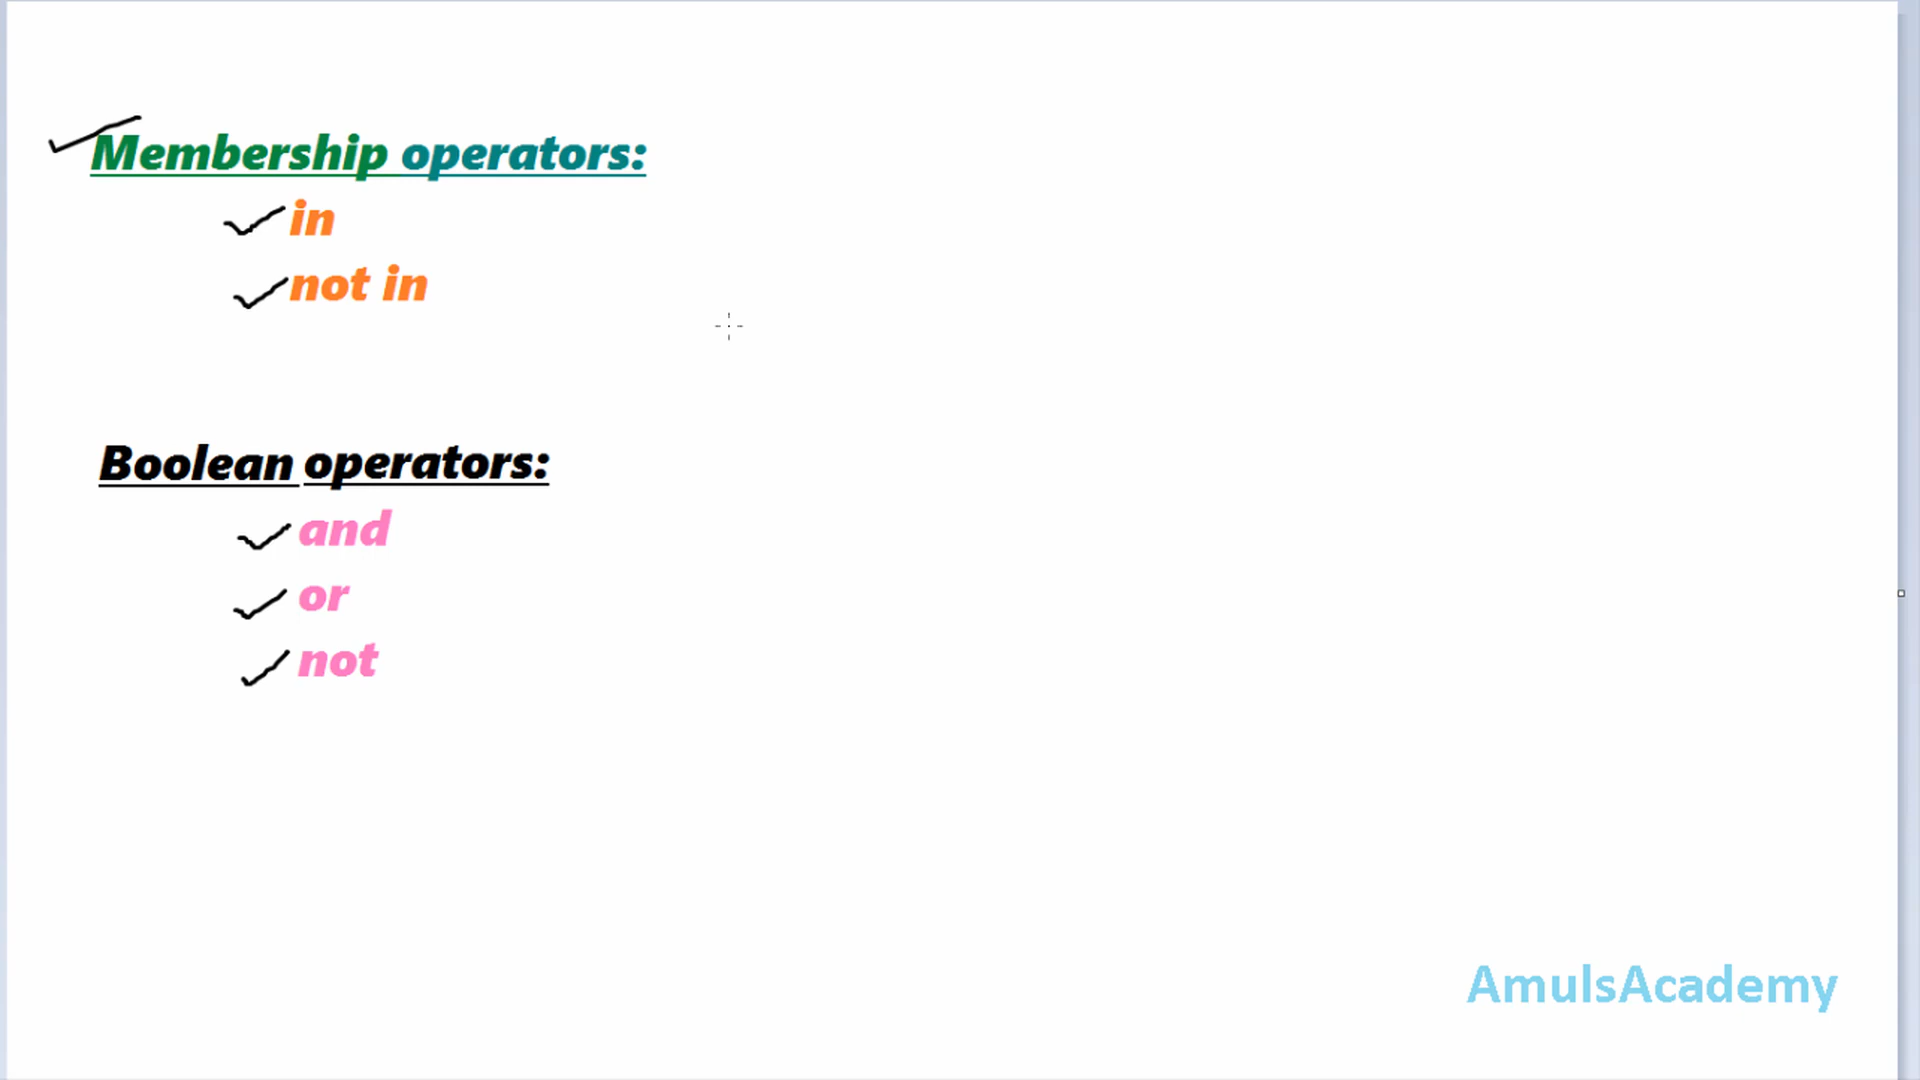 Membership operators:
in
not in
Boolean operators:
and
or
not
AmulsAcademy